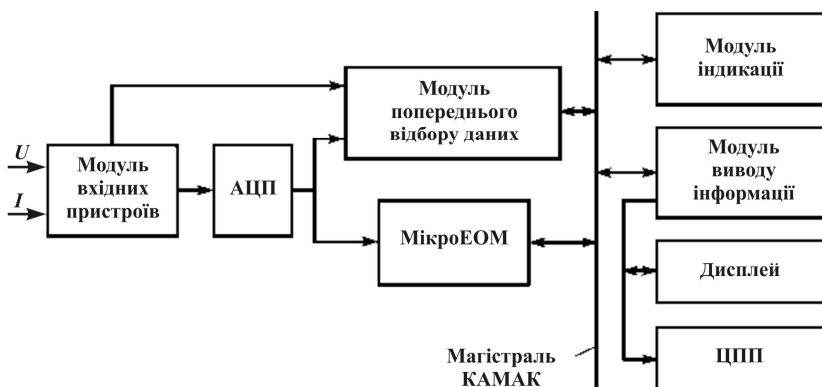 U
I
Модуль
вхідних
пристроїв
АЦП
Модуль
попереднього
відбору даних
МікроЕОМ
Магістраль
КАМАК
Модуль
індикації
Модуль
виводу
інформації
Дисплей
ЦПП